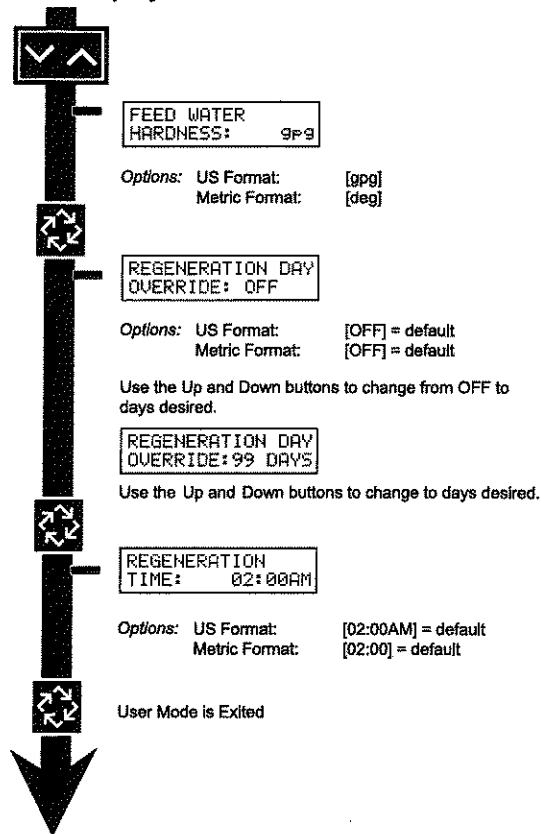 FEED WATER
HARDNESS: gpg
Options: US Format: [gpg]
Metric Format: [deg]
REGENERATION DAY
OVERRIDE: OFF
Options: US Format: [OFF] = default
Metric Format: [OFF] = default
Use the Up and Down buttons to change from OFF to
days desired.
REGENERATION DAY
OVERRIDE:99 DAYS
Use the Up and Down buttons to change to days desired.
REGENERATION
TIME: 02:00AM
Options: US Format: [02:00AM] = default
Metric Format: [02:00] = default
User Mode is Exited